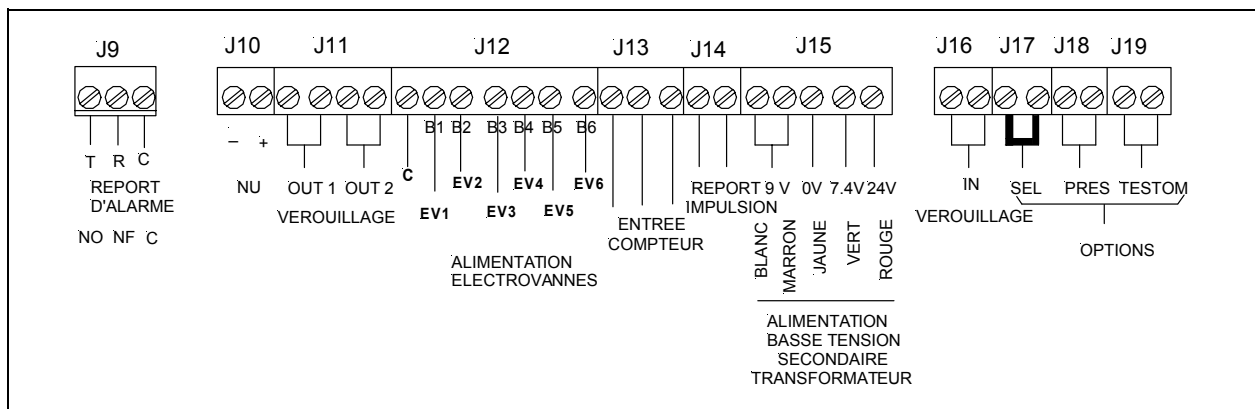 J9 J10 J11 J12 J13 J14 J15 J16 J17 J18 J19
B1 B2 B3 B4 B5 B6
T R C
REPORT
D'ALARME
NO NF C
– +
NU
OUT 1 OUT 2
VEROUILLAGE
C EV2 EV4 EV6
EV1 EV3 EV5
ALIMENTATION
ELECTROVANNES
ENTREE
COMPTEUR
REPORT
IMPULSION
9 V 0V 7.4V 24V
BLANC
MARRON
JAUNE
VERT
ROUGE
ALIMENTATION
BASSE TENSION
SECONDAIRE
TRANSFORMATEUR
IN
VEROUILLAGE
SEL PRES TESTOM
OPTIONS